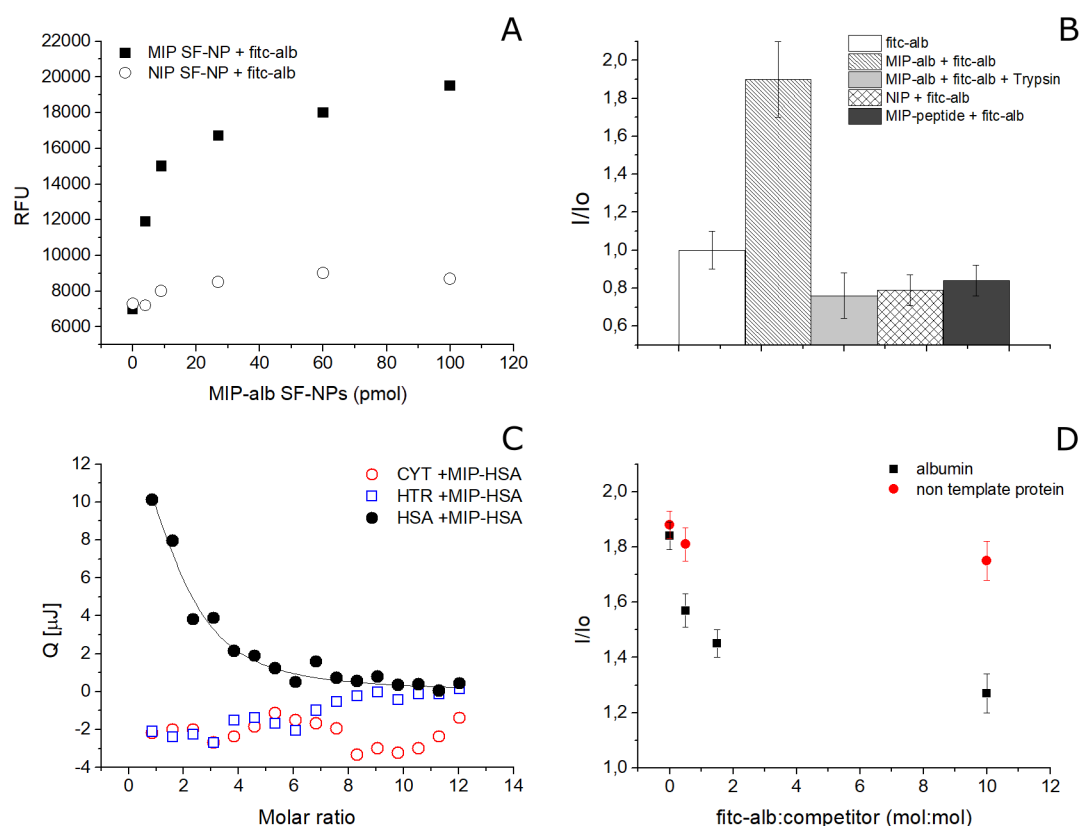 A
22000
20000
18000
16000
14000
12000
10000
8000
6000
RFU
MIP SF-NP + fitc-alb
NIP SF-NP + fitc-alb
0 20 40 60 80 100 120
MIP-alb SF-NPs (pmol)
B
2,0
1,8
1,6
1,4
1,2
1,0
0,8
0,6
I/Io
fitc-alb
MIP-alb + fitc-alb
MIP-alb + fitc-alb + Trypsin
NIP + fitc-alb
MIP-peptide + fitc-alb
C
12
10
8
6
4
2
0
-2
-4
Q [µJ]
CYT +MIP-HSA
HTR +MIP-HSA
HSA +MIP-HSA
0 2 4 6 8 10 12 14
Molar ratio
D
2,0
1,8
1,6
1,4
1,2
1,0
I/Io
albumin
non template protein
0 2 4 6 8 10 12
fitc-alb:competitor (mol:mol)